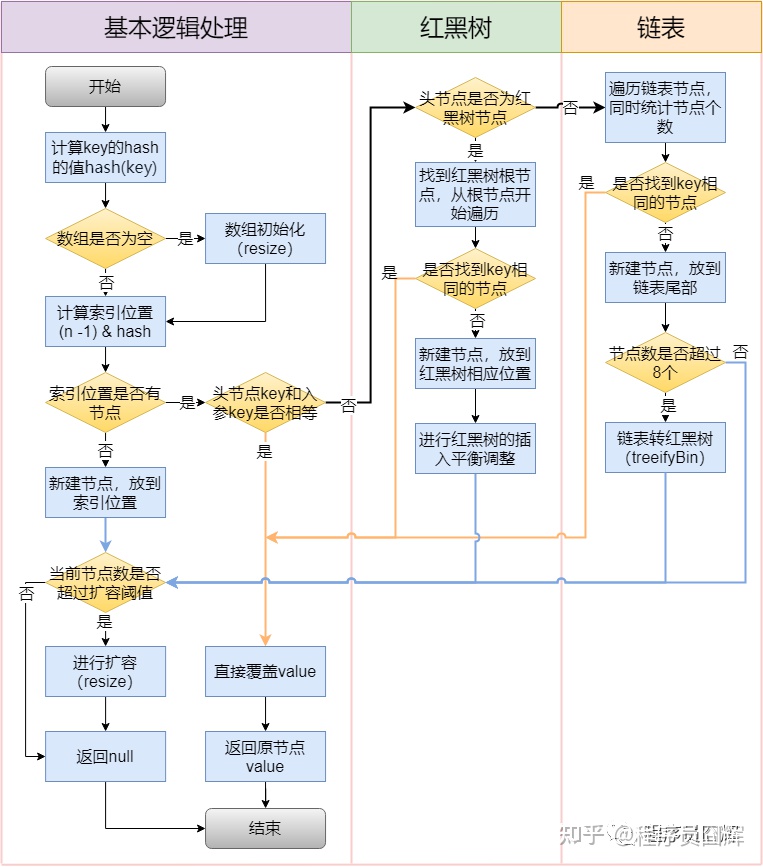 基本逻辑处理
红黑树
链表
开始
计算key的hash
的值hash(key)
数组是否为空
是
数组初始化
（resize）
否
计算索引位置
(n -1) & hash
索引位置是否有
节点
是
头节点key和入
参key是否相等
否
是
否
新建节点，放到
索引位置
当前节点数是否
超过扩容阈值
否
是
进行扩容
（resize）
返回null
直接覆盖value
返回原节点
value
结束
头节点是否为红
黑树节点
否
是
找到红黑树根节
点，从根节点开
始遍历
是否找到key相
同的节点
是
否
新建节点，放到
红黑树相应位置
进行红黑树的插
入平衡调整
遍历链表节点，
同时统计节点个
数
是否找到key相
同的节点
是
否
新建节点，放到
链表尾部
节点数是否超过
8个
否
是
链表转红黑树
（treeifyBin）
知乎 @程序员囧辉